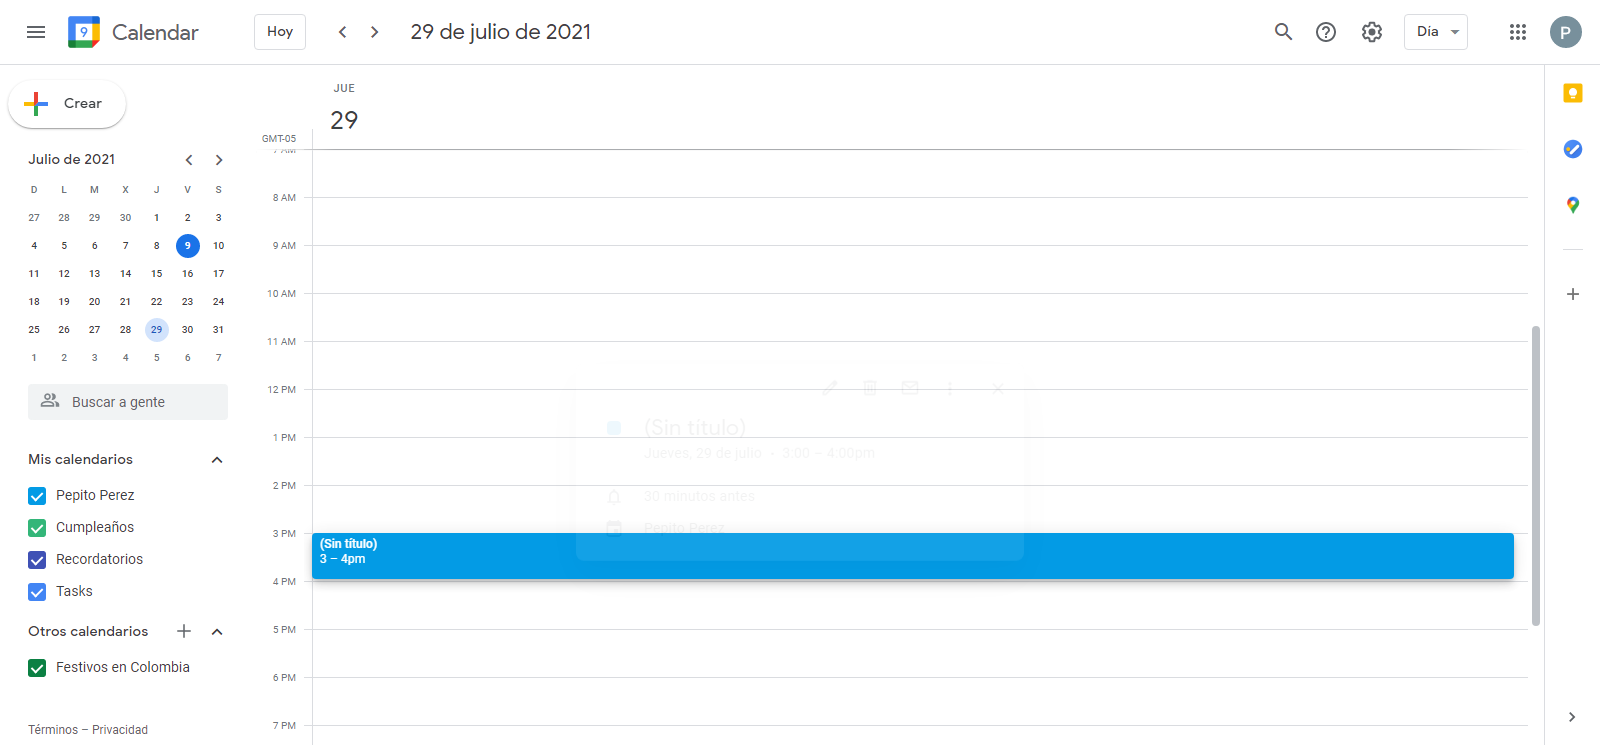 9
Calendar
Hoy
29 de julio de 2021
Día
P
Crear
JUE
29
GMT-05
Julio de 2021
D L M X J V S
27 28 29 30 1 2 3
4 5 6 7 8 9 10
11 12 13 14 15 16 17
18 19 20 21 22 23 24
25 26 27 28 29 30 31
1 2 3 4 5 6 7
Buscar a gente
Mis calendarios
Pepito Perez
Cumpleaños
Recordatorios
Tasks
Otros calendarios
Festivos en Colombia
Términos – Privacidad
7 AM
8 AM
9 AM
10 AM
11 AM
12 PM
1 PM
2 PM
3 PM
4 PM
5 PM
6 PM
7 PM
(Sin título)
Jueves, 29 de julio · 3:00 – 4:00pm
30 minutos antes
Pepito Perez
(Sin título)
3 – 4pm